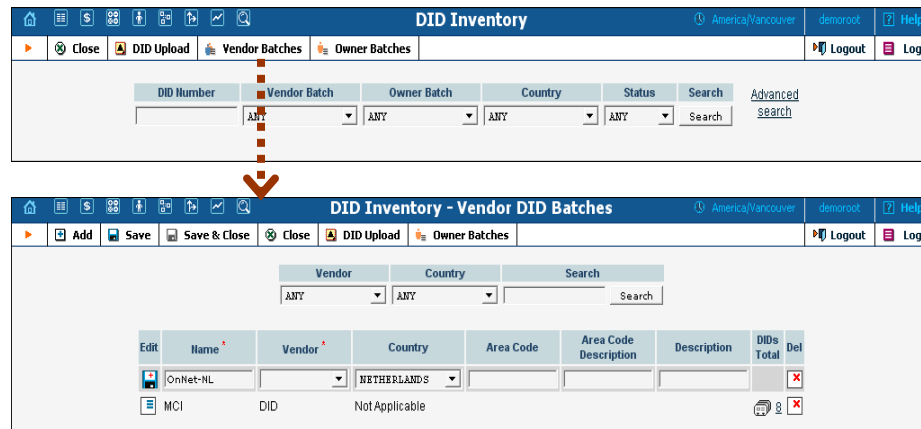 DID Inventory America/Vancouver demoroot Help
Close DID Upload Vendor Batches Owner Batches Logout Log
DID Number Vendor Batch Owner Batch Country Status Search Advanced search
ANY ANY ANY ANY Search
DID Inventory - Vendor DID Batches America/Vancouver demoroot Help
Add Save Save & Close Close DID Upload Owner Batches Logout Log
Vendor Country Search
ANY ANY Search
Edit Name * Vendor * Country Area Code Area Code Description Description DIDs Total Del
OnNet-NL NETHERLANDS
MCI DID Not Applicable 8